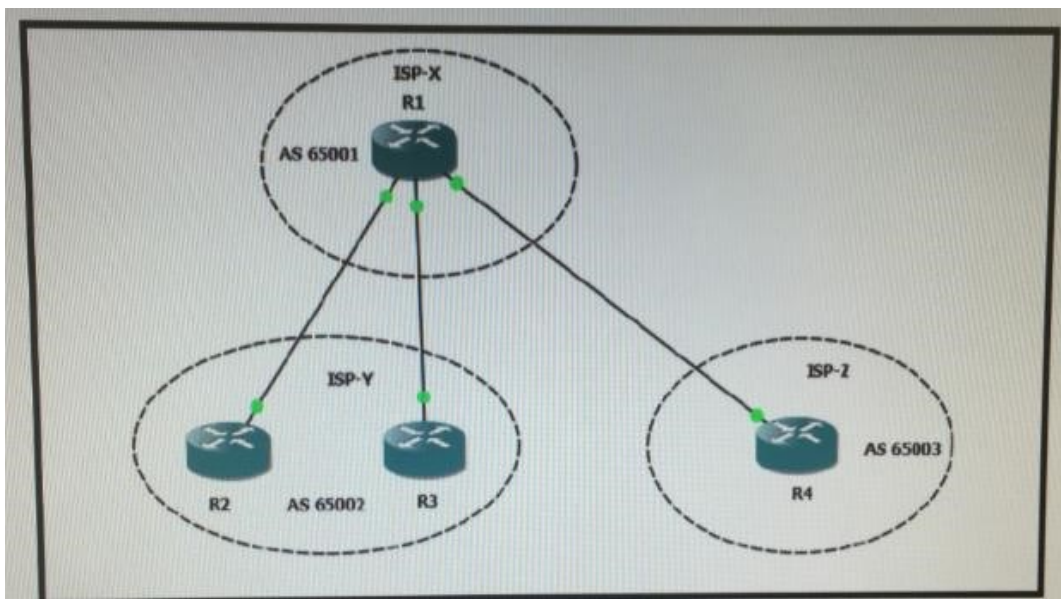 ISP-X
R1
AS 65001
ISP-Y
ISP-Z
R2
AS 65002
R3
AS 65003
R4